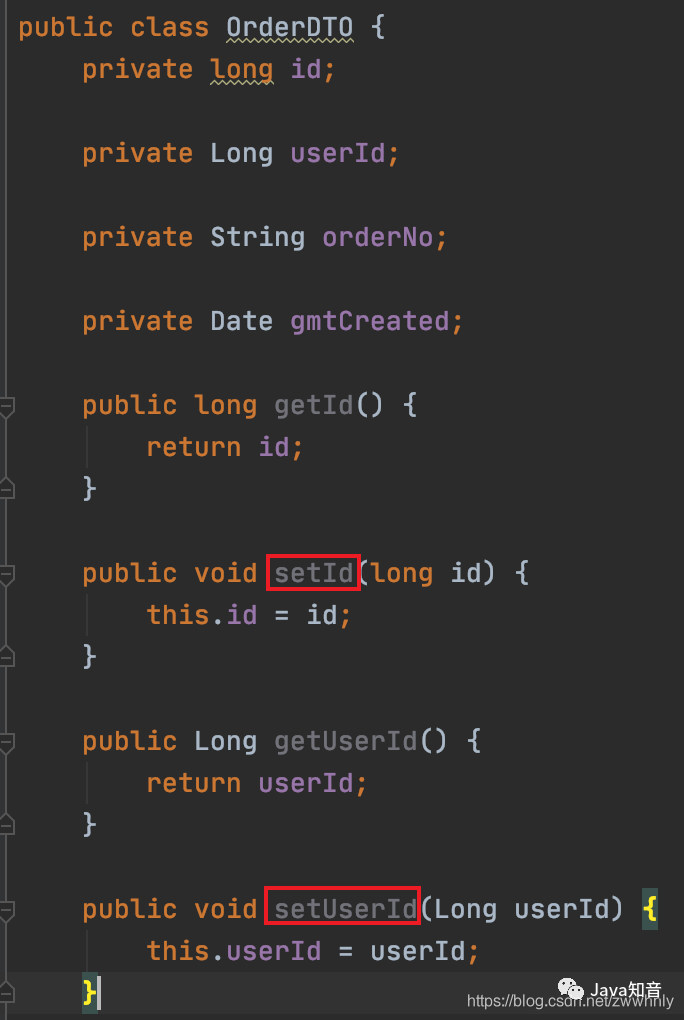 public class OrderDTO {
private long id;
private Long userId;
private String orderNo;
private Date gmtCreated;
public long getId() {
return id;
}
public void setId(long id) {
this.id = id;
}
public Long getUserId() {
return userId;
}
public void setUserId(Long userId) {
this.userId = userId;
}
Java知音
https://blog.csdn.net/zwwhnly